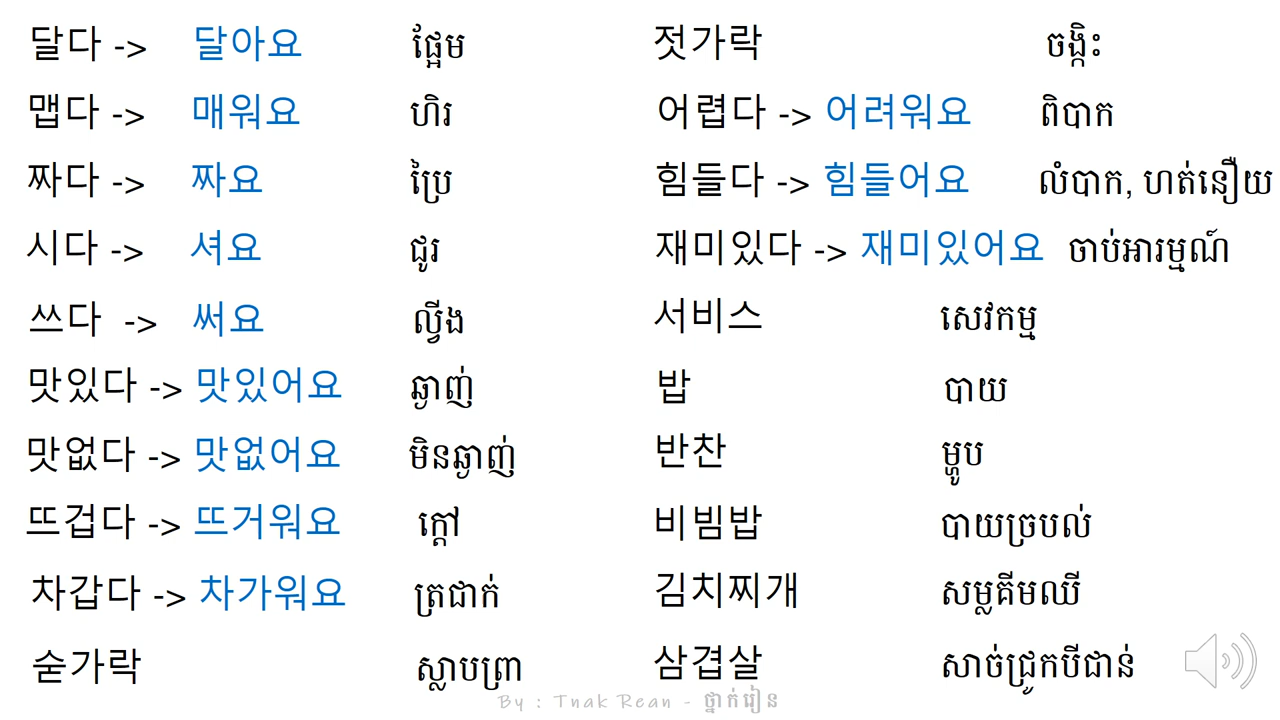 달다 -> 달아요 ផ្អែម
맵다 -> 매워요 ហិរ
짜다 -> 짜요 ប្រៃ
시다 -> 셔요 ជូរ
쓰다 -> 써요 ល្វីង
맛있다 -> 맛있어요 ឆ្ងាញ់
맛없다 -> 맛없어요 មិនឆ្ងាញ់
뜨겁다 -> 뜨거워요 ក្ដៅ
차갑다 -> 차가워요 ត្រជាក់
숟가락 ស្លាបព្រា
젓가락 ចង្កិះ
어렵다 -> 어려워요 ពិបាក
힘들다 -> 힘들어요 លំបាក, ហត់នឿយ
재미있다 -> 재미있어요 ចាប់អារម្មណ៍
서비스 សេវកម្ម
밥 បាយ
반찬 ម្ហូប
비빔밥 បាយច្របល់
김치찌개 សម្លគីមឈី
삼겹살 សាច់ជ្រូកបីជាន់
By : Tnak Rean - ថ្នាក់រៀន